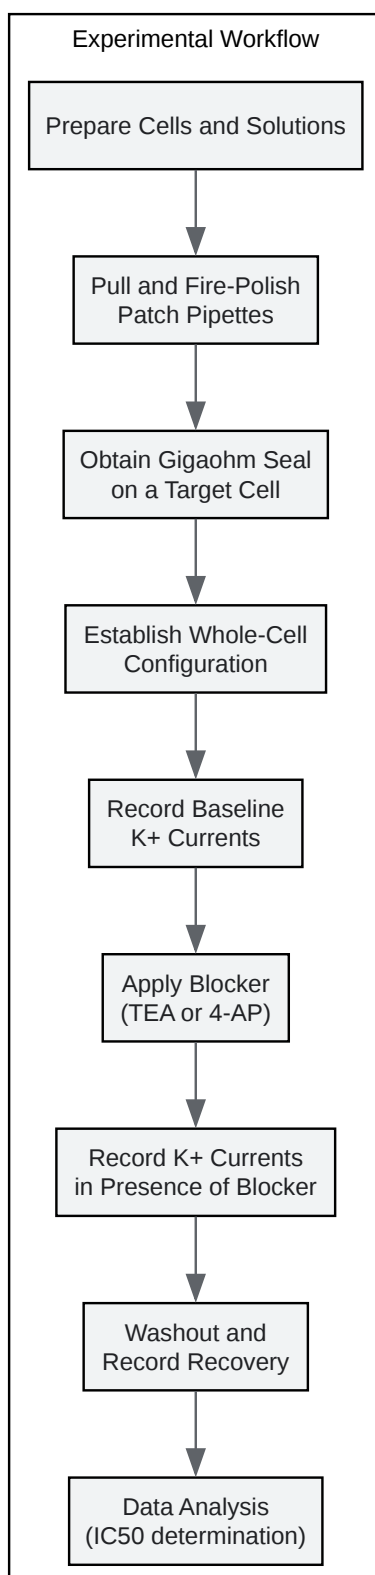 Experimental Workflow
Prepare Cells and Solutions
Pull and Fire-Polish
Patch Pipettes
Obtain Gigaohm Seal
on a Target Cell
Establish Whole-Cell
Configuration
Record Baseline
K+ Currents
Apply Blocker
(TEA or 4-AP)
Record K+ Currents
in Presence of Blocker
Washout and
Record Recovery
Data Analysis
(IC50 determination)